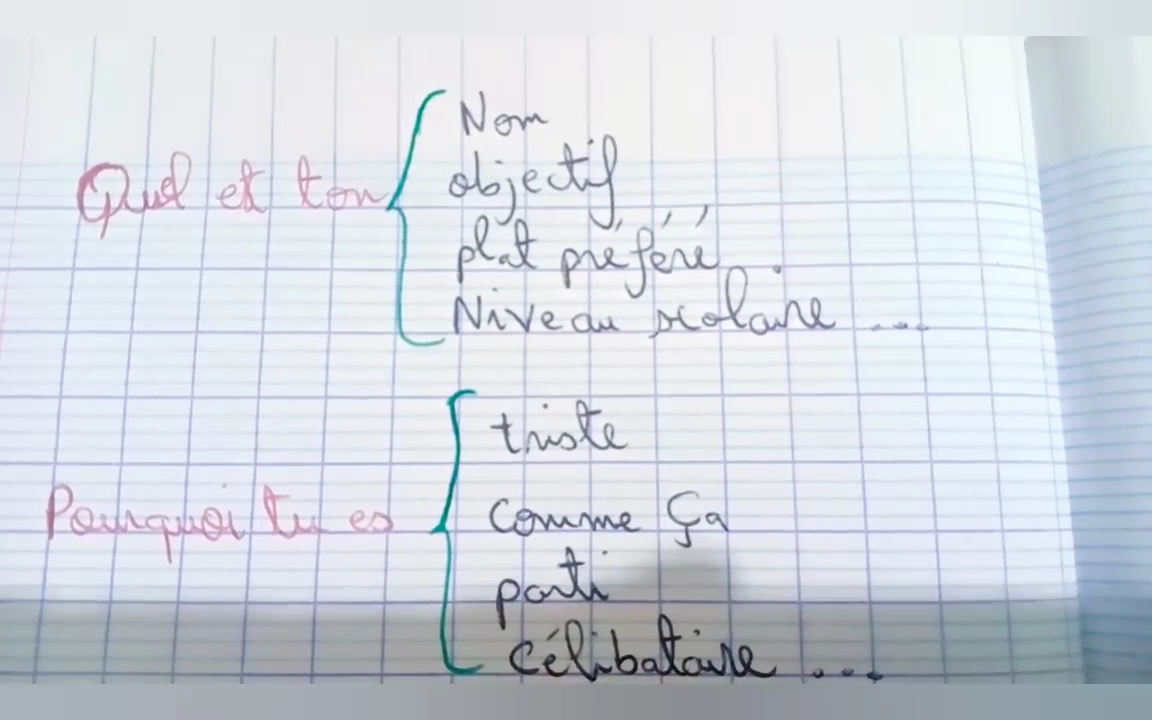 Quel et ton
Nom
objectif
plat préféré
Niveau scolaire ...
Pourquoi tu es
triste
Comme Ça
parti
célibataire ...